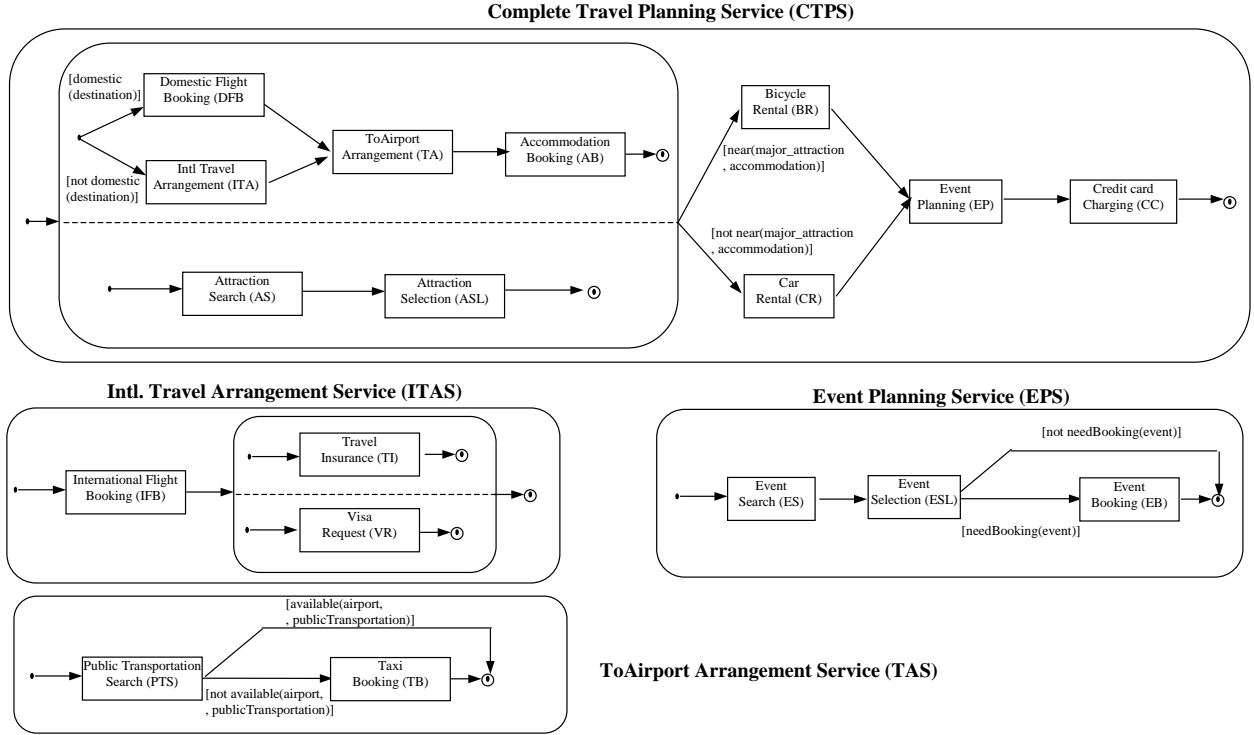 Complete Travel Planning Service (CTPS)
[domestic
(destination)]
Domestic Flight
Booking (DFB
[not domestic
(destination)]
Intl Travel
Arrangement (ITA)
ToAirport
Arrangement (TA)
Accommodation
Booking (AB)
Attraction
Search (AS)
Attraction
Selection (ASL)
Bicycle
Rental (BR)
[near(major_attraction
, accommodation)]
[not near(major_attraction
, accommodation)]
Car
Rental (CR)
Event
Planning (EP)
Credit card
Charging (CC)
Intl. Travel Arrangement Service (ITAS)
International Flight
Booking (IFB)
Travel
Insurance (TI)
Visa
Request (VR)
Event Planning Service (EPS)
Event
Search (ES)
Event
Selection (ESL)
[not needBooking(event)]
[needBooking(event)]
Event
Booking (EB)
Public Transportation
Search (PTS)
[available(airport,
, publicTransportation)]
[not available(airport,
, publicTransportation)]
Taxi
Booking (TB)
ToAirport Arrangement Service (TAS)